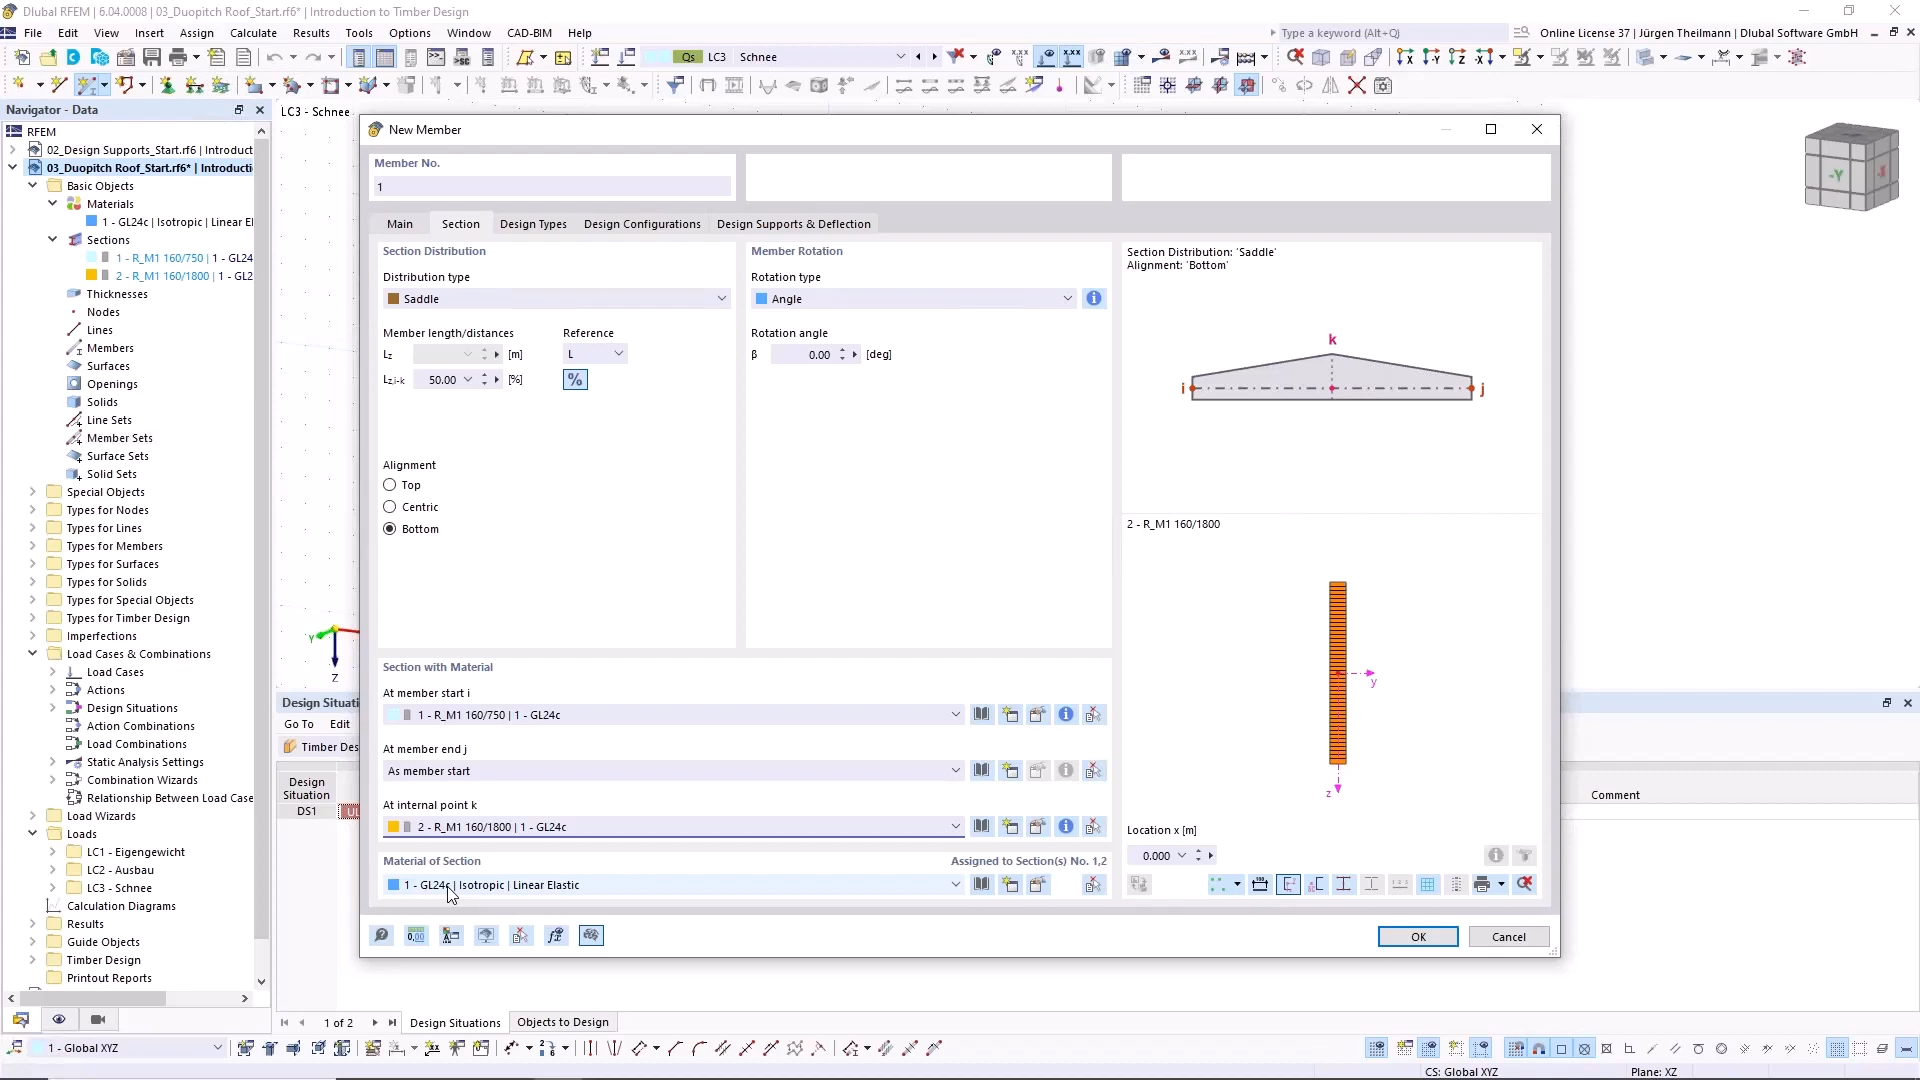 Dlubal RFEM | 6.04.0008 | 03_Duopitch Roof_Start.rf6* | Introduction to Timber Design
File Edit View Insert Assign Calculate Results Tools Options Window CAD-BIM Help
Type a keyword (Alt+Q)
Online License 37 | Jürgen Theilmann | Dlubal Software GmbH
Qs LC3 Schnee
Navigator - Data
RFEM
02_Design Supports_Start.rf6 | Introduct
03_Duopitch Roof_Start.rf6* | Introducti
Basic Objects
Materials
1 - GL24c | Isotropic | Linear El
Sections
1 - R_M1 160/750 | 1 - GL24
2 - R_M1 160/1800 | 1 - GL2
Thicknesses
Nodes
Lines
Members
Surfaces
Openings
Solids
Line Sets
Member Sets
Surface Sets
Solid Sets
Special Objects
Types for Nodes
Types for Lines
Types for Members
Types for Surfaces
Types for Solids
Types for Special Objects
Types for Timber Design
Imperfections
Load Cases & Combinations
Load Cases
Actions
Design Situations
Action Combinations
Load Combinations
Static Analysis Settings
Combination Wizards
Relationship Between Load Case
Load Wizards
Loads
LC1 - Eigengewicht
LC2 - Ausbau
LC3 - Schnee
Calculation Diagrams
Results
Guide Objects
Timber Design
Printout Reports
1 - Global XYZ
LC3 - Schnee
Y
Z
-Y
-X
New Member
Member No.
1
Main Section Design Types Design Configurations Design Supports & Deflection
Section Distribution
Distribution type
Saddle
Member length/distances Reference
Lz [m] L
Lz,i-k 50.00 [%] %
Alignment
Top
Centric
Bottom
Member Rotation
Rotation type
Angle
Rotation angle
β 0.00 [deg]
Section with Material
At member start i
1 - R_M1 160/750 | 1 - GL24c
At member end j
As member start
At internal point k
2 - R_M1 160/1800 | 1 - GL24c
Material of Section Assigned to Section(s) No. 1,2
1 - GL24c | Isotropic | Linear Elastic
Section Distribution: 'Saddle'
Alignment: 'Bottom'
k
i
j
2 - R_M1 160/1800
y
z
Location x [m]
0.000
OK Cancel
Design Situati
Go To Edit
Timber Des
Design
Situation
DS1
Comment
1 of 2 Design Situations Objects to Design
CS: Global XYZ Plane: XZ